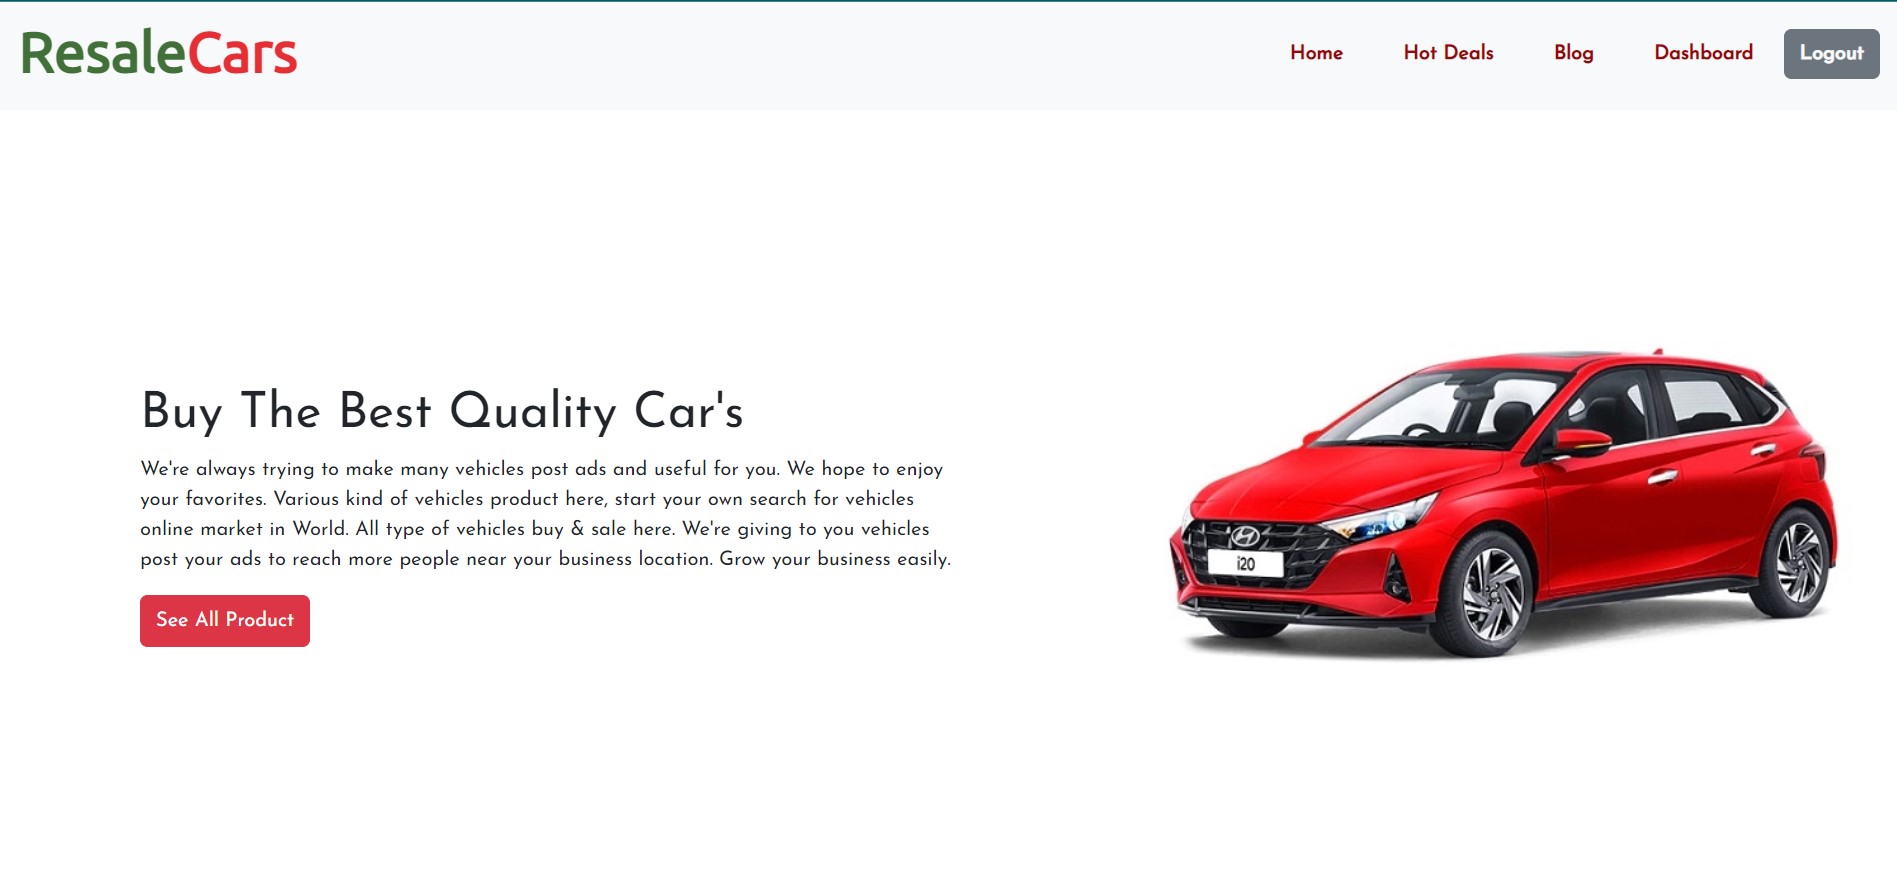 ResaleCars
Home
Hot Deals
Blog
Dashboard
Logout
Buy The Best Quality Car's
We're always trying to make many vehicles post ads and useful for you. We hope to enjoy
your favorites. Various kind of vehicles product here, start your own search for vehicles
online market in World. All type of vehicles buy & sale here. We're giving to you vehicles
post your ads to reach more people near your business location. Grow your business easily.
See All Product
i20